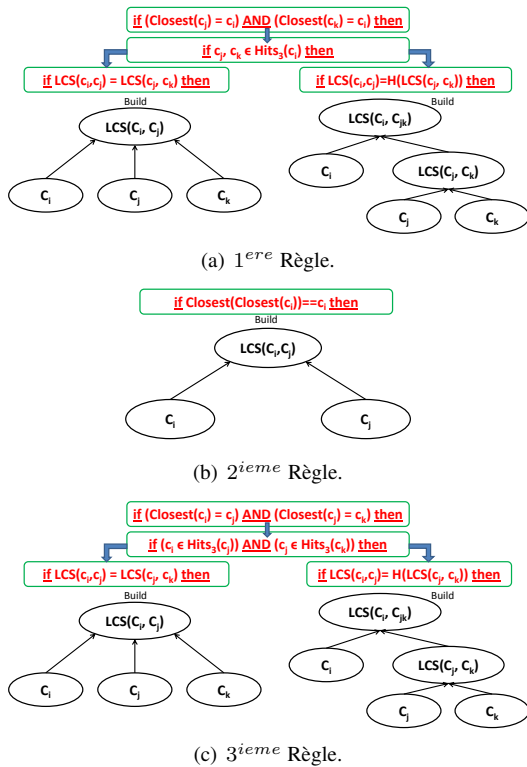 if (Closest(cj) = ci) AND (Closest(ck) = ci) then
if cj, ck ϵ Hits3(ci) then
if LCS(ci,cj) = LCS(cj, ck) then
if LCS(ci,cj)=H(LCS(cj, ck)) then
Build
Build
LCS(Ci, Cj)
LCS(Ci, Cjk)
Ci
LCS(Cj, Ck)
Ci
Cj
Ck
Cj
Ck
(a) 1ere Règle.
if Closest(Closest(ci))==ci then
Build
LCS(Ci,Cj)
Ci
Cj
(b) 2ieme Règle.
if (Closest(ci) = cj) AND (Closest(cj) = ck) then
if (ci ϵ Hits3(cj)) AND (cj ϵ Hits3(ck)) then
if LCS(ci,cj) = LCS(cj, ck) then
if LCS(ci,cj)= H(LCS(cj, ck)) then
Build
Build
LCS(Ci, Cj)
LCS(Ci, Cjk)
Ci
LCS(Cj, Ck)
Ci
Cj
Ck
Cj
Ck
(c) 3ieme Règle.